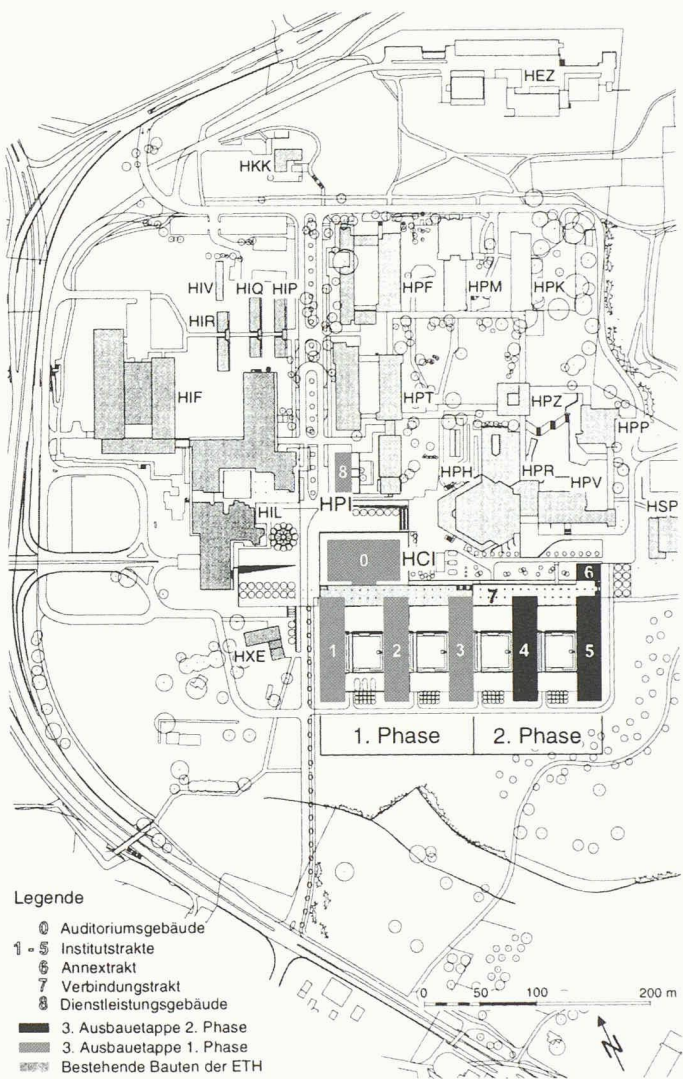 HEZ
HKK
HIV
HIQ HIP
HIR
HPF
HPM
HPK
HIF
HPT
HPZ
HPP
HPH
HPR
HPV
HSP
8
HPI
HIL
0
HCI
6
7
1
2
3
4
5
HXE
1. Phase
2. Phase
Legende
0 Auditoriumsgebäude
1 - 5 Institutstrakte
6 Annextrakt
7 Verbindungstrakt
8 Dienstleistungsgebäude
3. Ausbauetappe 2. Phase
3. Ausbauetappe 1. Phase
Bestehende Bauten der ETH
0 50 100 200 m
N